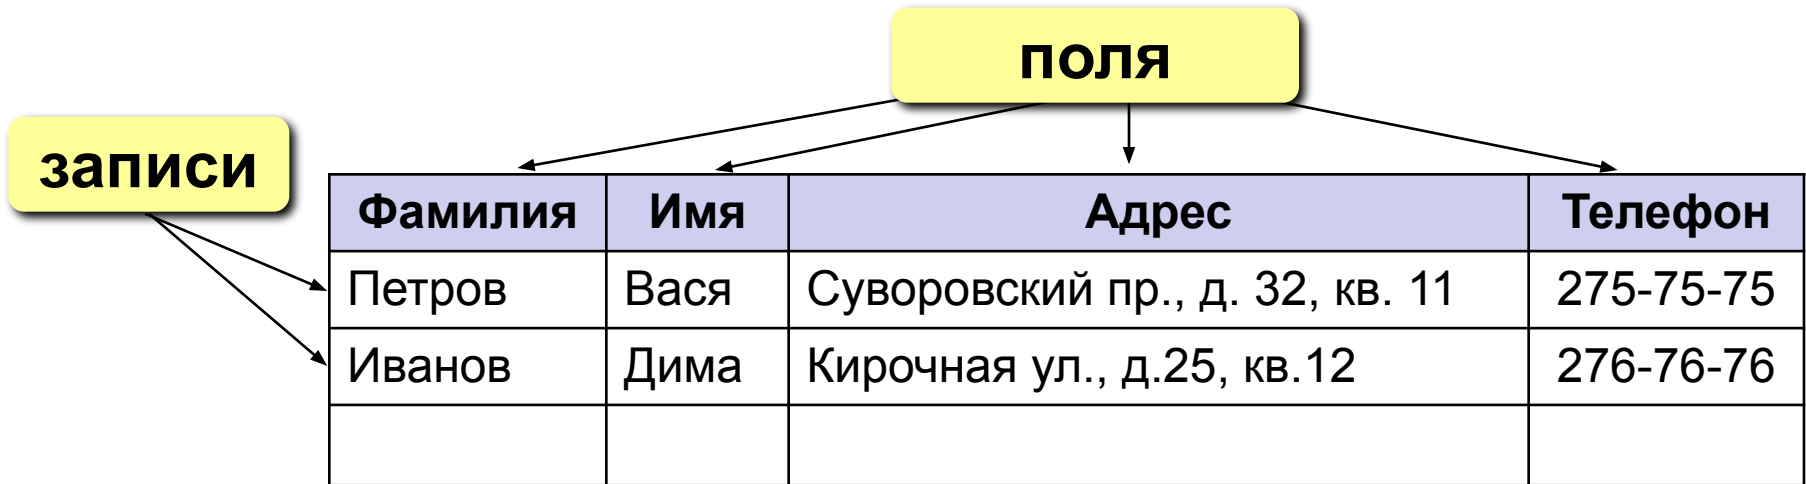 поля
записи
Фамилия Имя Адрес Телефон
Петров Вася Суворовский пр., д. 32, кв. 11 275-75-75
Иванов Дима Кирочная ул., д.25, кв.12 276-76-76